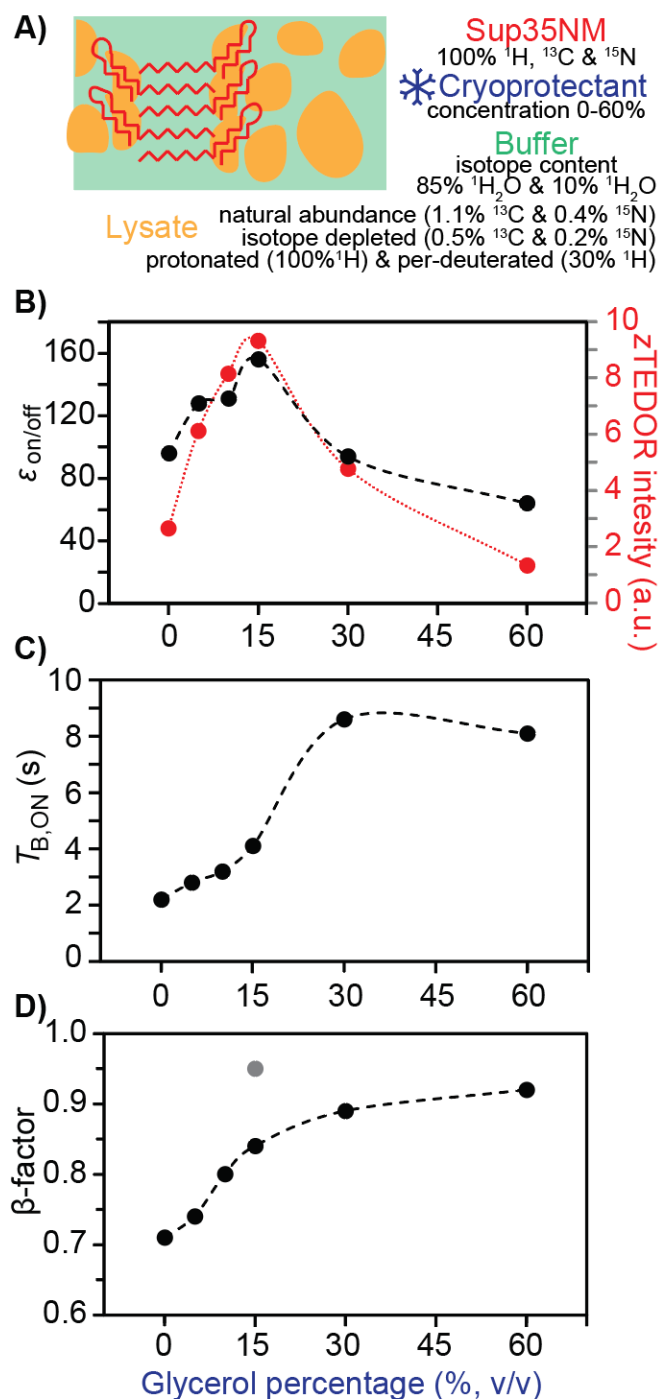 A)
Sup35NM
100% ¹H, ¹³C & ¹⁵N
Cryoprotectant
concentration 0-60%
Buffer
isotope content
85% ¹H₂O & 10% ¹H₂O
Lysate
natural abundance (1.1% ¹³C & 0.4% ¹⁵N)
isotope depleted (0.5% ¹³C & 0.2% ¹⁵N)
protonated (100%¹H) & per-deuterated (30% ¹H)
B)
ε on/off
160
120
80
40
0
10
8
6
4
2
0
zTEDOR intesity (a.u.)
0 15 30 45 60
C)
T B,ON (s)
10
8
6
4
2
0
0 15 30 45 60
D)
β-factor
1.0
0.9
0.8
0.7
0.6
0 15 30 45 60
Glycerol percentage (%, v/v)